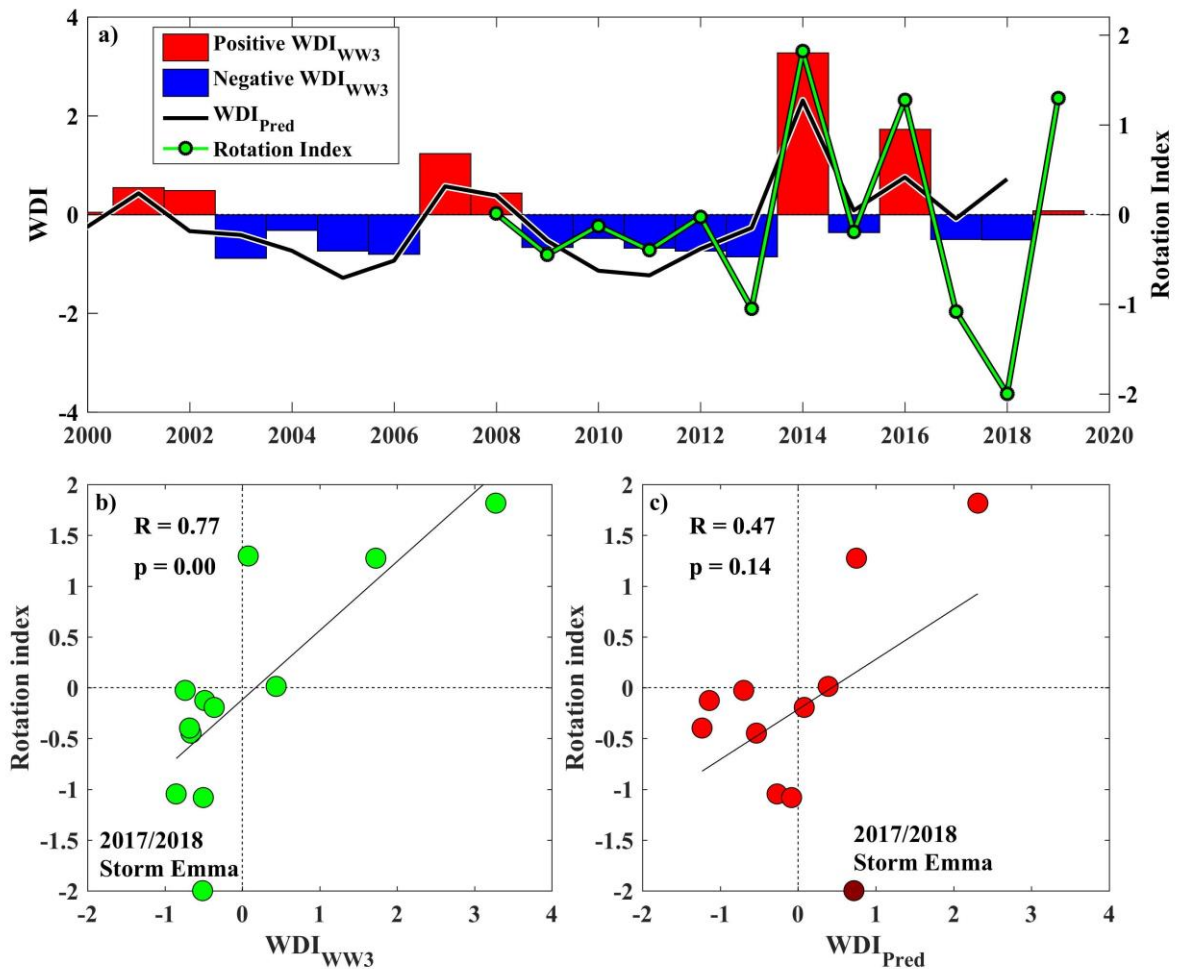 a)
Positive WDI_WW3
Negative WDI_WW3
WDI_Pred
Rotation Index
WDI
4
2
0
-2
-4
Rotation Index
2
1
0
-1
-2
2000 2002 2004 2006 2008 2010 2012 2014 2016 2018 2020
b)
R = 0.77
p = 0.00
2017/2018
Storm Emma
Rotation index
2
1.5
1
0.5
0
-0.5
-1
-1.5
-2
-2 -1 0 1 2 3 4
WDI_WW3
c)
R = 0.47
p = 0.14
2017/2018
Storm Emma
Rotation index
2
1.5
1
0.5
0
-0.5
-1
-1.5
-2
-2 -1 0 1 2 3 4
WDI_Pred